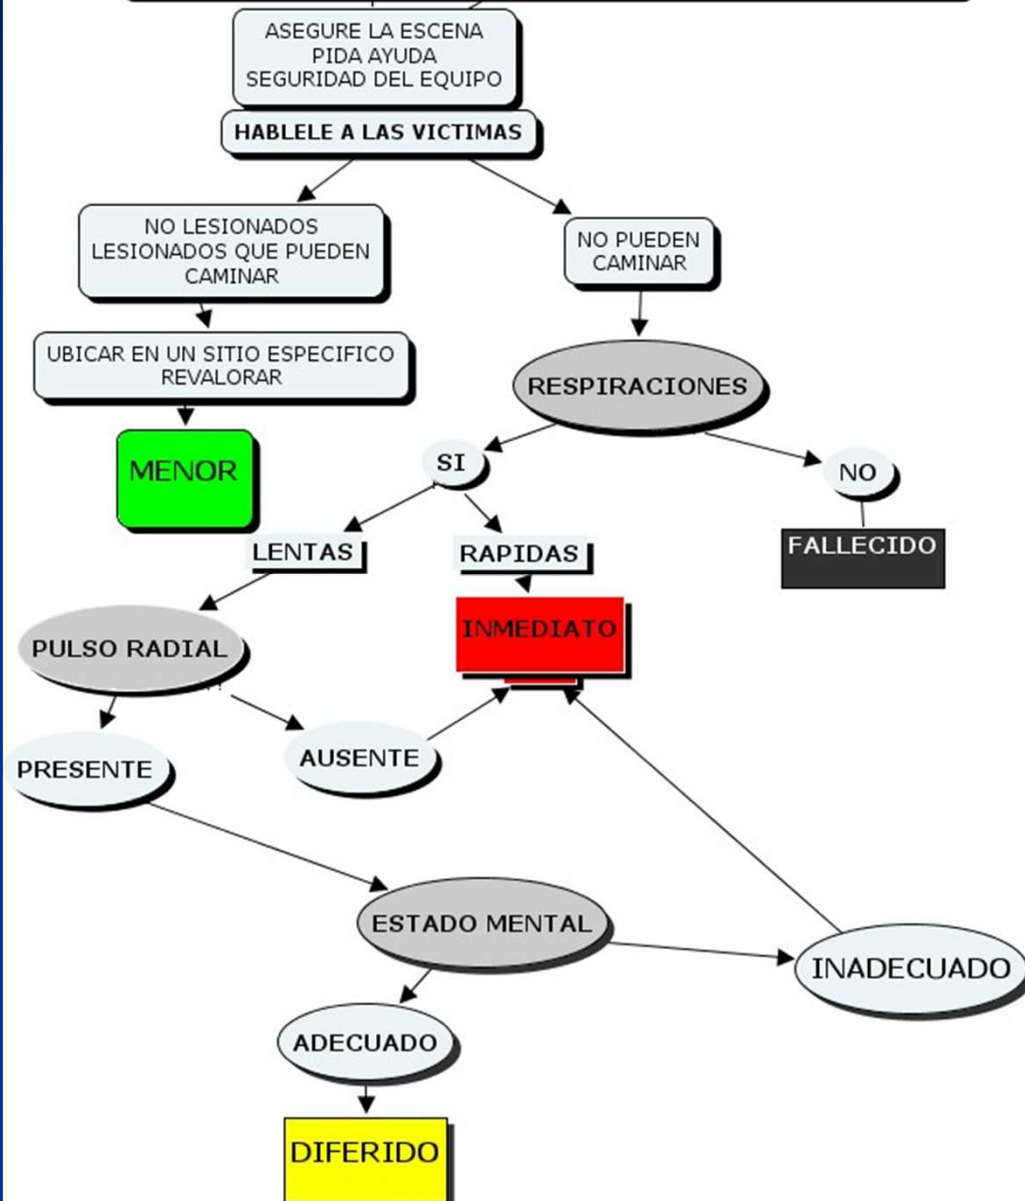 ASEGURE LA ESCENA
PIDA AYUDA
SEGURIDAD DEL EQUIPO
HABLELE A LAS VICTIMAS
NO LESIONADOS
LESIONADOS QUE PUEDEN
CAMINAR
NO PUEDEN
CAMINAR
UBICAR EN UN SITIO ESPECIFICO
REVALORAR
RESPIRACIONES
MENOR
SI
NO
LENTAS
RAPIDAS
FALLECIDO
INMEDIATO
PULSO RADIAL
PRESENTE
AUSENTE
ESTADO MENTAL
INADECUADO
ADECUADO
DIFERIDO